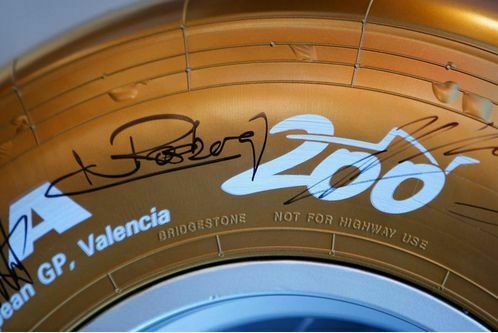 N Rosberg
200
A
ean GP, Valencia
BRIDGESTONE NOT FOR HIGHWAY USE